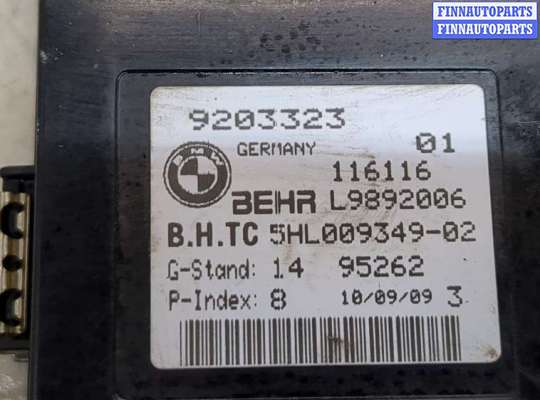 FINNAUTOPARTS
FINNAUTOPARTS
9203323
GERMANY
01
BMW
116116
BEHR L9892006
B.H.TC 5HL009349-02
G-Stand: 14 95262
P-Index: 8 10/09/09 3